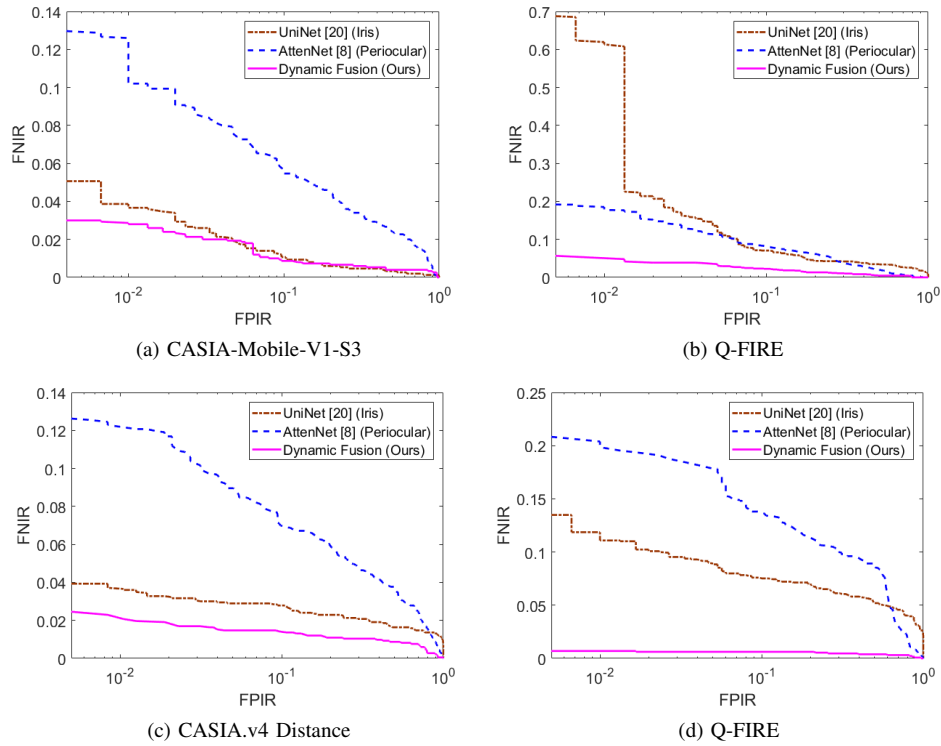 0.14
0.12
0.1
0.08
0.06
0.04
0.02
0
FNIR
10^-2
10^-1
10^0
FPIR
UniNet [20] (Iris)
AttenNet [8] (Periocular)
Dynamic Fusion (Ours)
(a) CASIA-Mobile-V1-S3
0.7
0.6
0.5
0.4
0.3
0.2
0.1
0
FNIR
10^-2
10^-1
10^0
FPIR
UniNet [20] (Iris)
AttenNet [8] (Periocular)
Dynamic Fusion (Ours)
(b) Q-FIRE
0.14
0.12
0.1
0.08
0.06
0.04
0.02
0
FNIR
10^-2
10^-1
10^0
FPIR
UniNet [20] (Iris)
AttenNet [8] (Periocular)
Dynamic Fusion (Ours)
(c) CASIA.v4 Distance
0.25
0.2
0.15
0.1
0.05
0
FNIR
10^-2
10^-1
10^0
FPIR
UniNet [20] (Iris)
AttenNet [8] (Periocular)
Dynamic Fusion (Ours)
(d) Q-FIRE